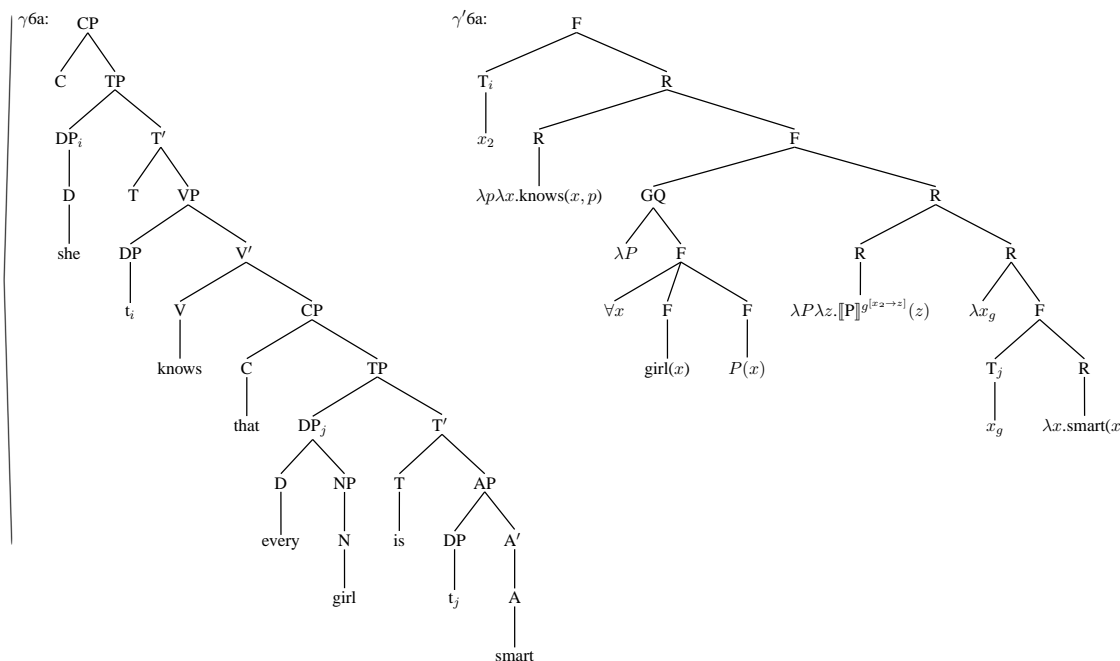 γ6a: CP γ′6a: F
C TP T_i R
DP_i T′ x_2 R F
D T VP λpλx.knows(x, p) GQ R
she DP V′ λP F R R
t_i V CP ∀x F F λPλz.⟦P⟧^{g^{[x_2→z]}}(z) λx_g F
knows C TP girl(x) P(x) T_j R
that DP_j T′ x_g λx.smart(x
D NP T AP
every N is DP A′
girl t_j A
smart